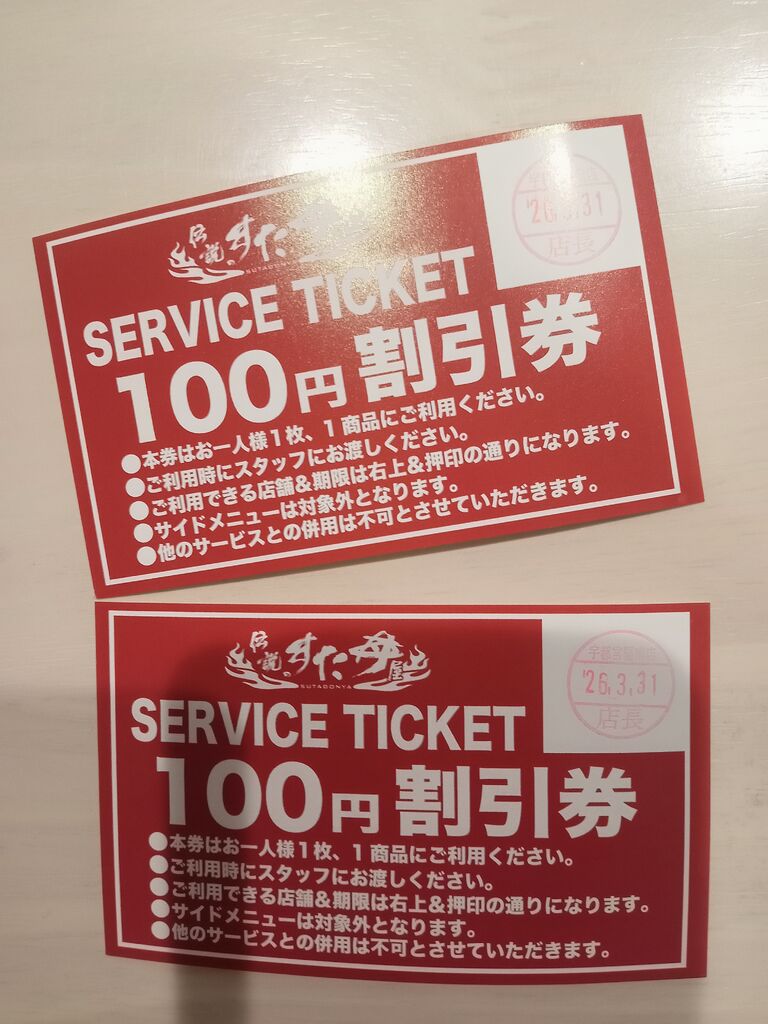 伝説のすた丼屋
SUTADONYA
'26.3.31
店長
SERVICE TICKET
100円割引券
●本券はお一人様1枚、1商品にご利用ください。
●ご利用時にスタッフにお渡しください。
●ご利用できる店舗&期限は右上&押印の通りになります。
●サイドメニューは対象外となります。
●他のサービスとの併用は不可とさせていただきます。
伝説のすた丼屋
SUTADONYA
宇都宮
'26.3.31
店長
SERVICE TICKET
100円割引券
●本券はお一人様1枚、1商品にご利用ください。
●ご利用時にスタッフにお渡しください。
●ご利用できる店舗&期限は右上&押印の通りになります。
●サイドメニューは対象外となります。
●他のサービスとの併用は不可とさせていただきます。